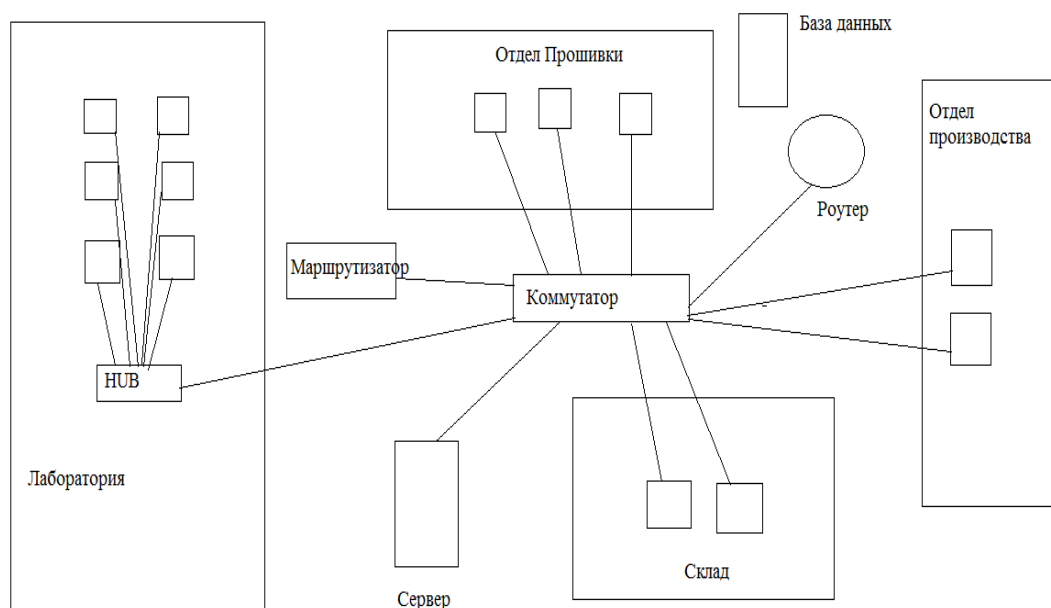 База данных
Отдел Прошивки
Отдел
производства
Роутер
Маршрутизатор
Коммутатор
HUB
Лаборатория
Склад
Сервер